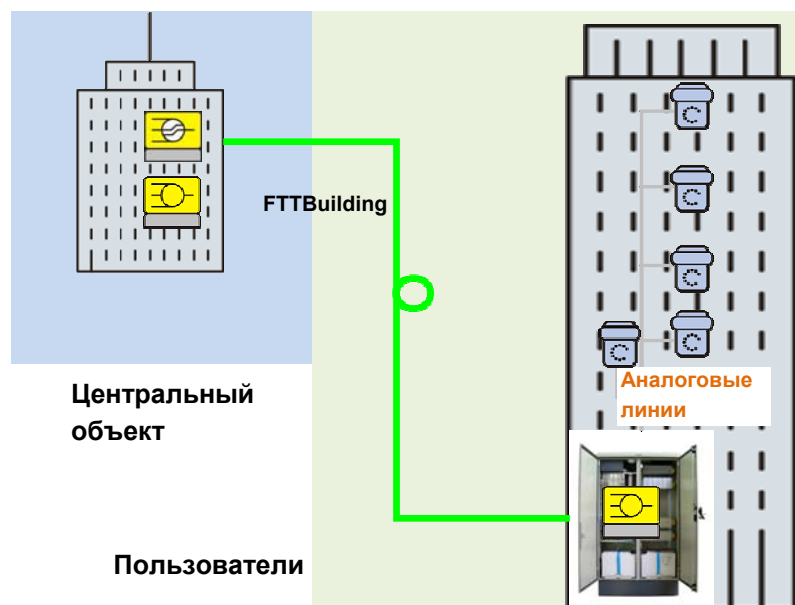 FTTBuilding
Аналоговые
линии
Центральный
объект
Пользователи